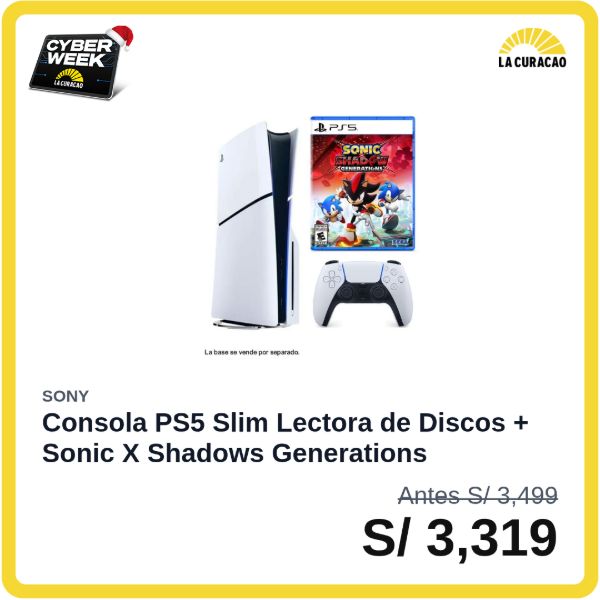 CYBER
WEEK
LA CURACAO
LA CURACAO
PS5
SONIC
X
SHADOW
GENERATIONS
SEGA
La base se vende por separado.
SONY
Consola PS5 Slim Lectora de Discos +
Sonic X Shadows Generations
Antes S/ 3,499
S/ 3,319